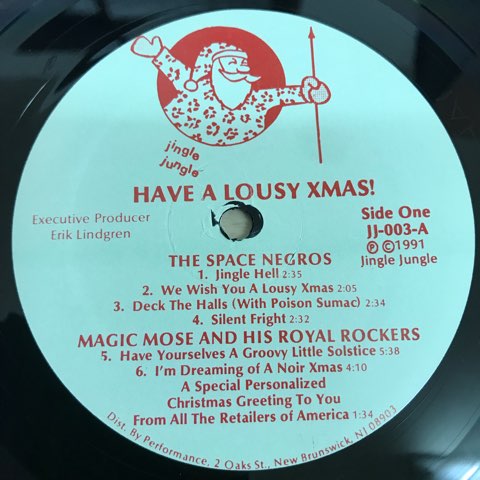 jingle
jungle
HAVE A LOUSY XMAS!
Executive Producer
Erik Lindgren
Side One
JJ-003-A
Ⓟ ©1991
Jingle Jungle
THE SPACE NEGROS
1. Jingle Hell 2:35
2. We Wish You A Lousy Xmas 2:05
3. Deck The Halls (With Poison Sumac) 2:34
4. Silent Fright 2:32
MAGIC MOSE AND HIS ROYAL ROCKERS
5. Have Yourselves A Groovy Little Solstice 5:38
6. I'm Dreaming of A Noir Xmas 4:10
A Special Personalized
Christmas Greeting To You
From All The Retailers of America 1:34
Dist. By Performance, 2 Oaks St., New Brunswick, NJ 08903